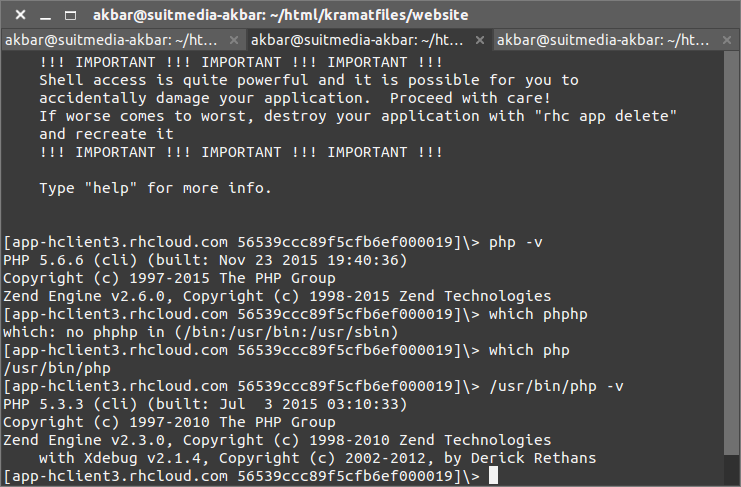 akbar@suitmedia-akbar: ~/html/kramatfiles/website
akbar@suitmedia-akbar: ~/ht... × akbar@suitmedia-akbar: ~/ht... × akbar@suitmedia-akbar: ~/ht... ×
!!! IMPORTANT !!! IMPORTANT !!! IMPORTANT !!!
Shell access is quite powerful and it is possible for you to
accidentally damage your application.  Proceed with care!
If worse comes to worst, destroy your application with "rhc app delete"
and recreate it
!!! IMPORTANT !!! IMPORTANT !!! IMPORTANT !!!
Type "help" for more info.
[app-hclient3.rhcloud.com 56539ccc89f5cfb6ef000019]\> php -v
PHP 5.6.6 (cli) (built: Nov 23 2015 19:40:36)
Copyright (c) 1997-2015 The PHP Group
Zend Engine v2.6.0, Copyright (c) 1998-2015 Zend Technologies
[app-hclient3.rhcloud.com 56539ccc89f5cfb6ef000019]\> which phphp
which: no phphp in (/bin:/usr/bin:/usr/sbin)
[app-hclient3.rhcloud.com 56539ccc89f5cfb6ef000019]\> which php
/usr/bin/php
[app-hclient3.rhcloud.com 56539ccc89f5cfb6ef000019]\> /usr/bin/php -v
PHP 5.3.3 (cli) (built: Jul  3 2015 03:10:33)
Copyright (c) 1997-2010 The PHP Group
Zend Engine v2.3.0, Copyright (c) 1998-2010 Zend Technologies
    with Xdebug v2.1.4, Copyright (c) 2002-2012, by Derick Rethans
[app-hclient3.rhcloud.com 56539ccc89f5cfb6ef000019]\>